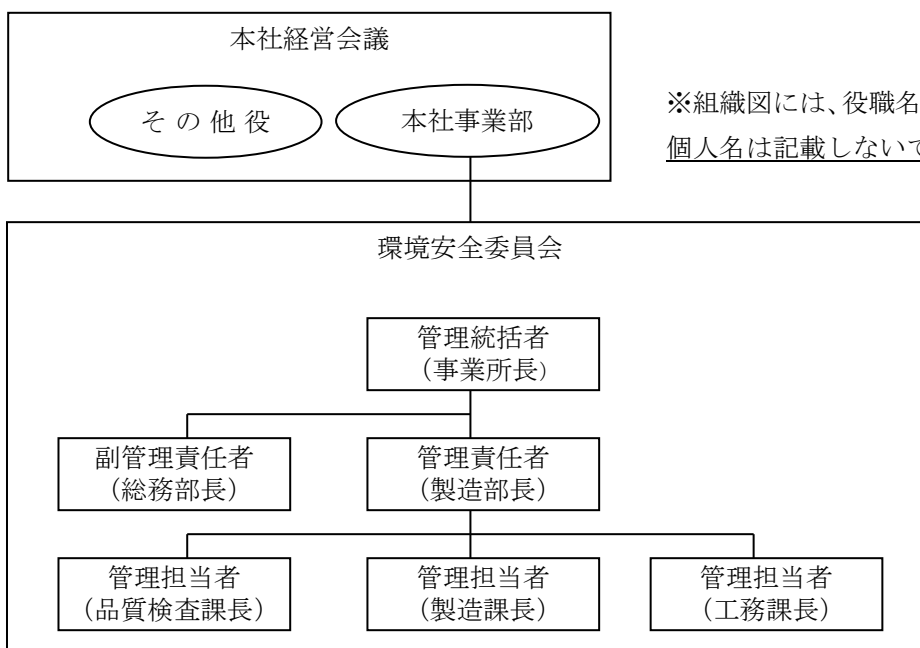 本社経営会議
その他役
本社事業部
※組織図には、役職名
個人名は記載しないで
環境安全委員会
管理統括者
（事業所長）
副管理責任者
（総務部長）
管理責任者
（製造部長）
管理担当者
（品質検査課長）
管理担当者
（製造課長）
管理担当者
（工務課長）